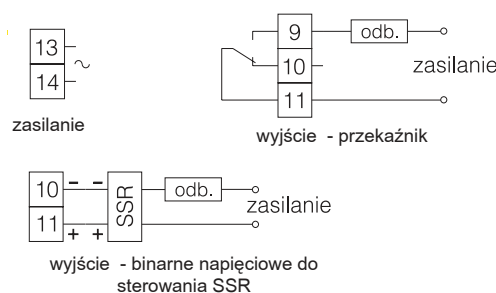 13
14
~
zasilanie
9
odb.
10
zasilanie
11
wyjście - przekaźnik
10
- -
SSR
odb.
zasilanie
11
+ +
wyjście - binarne napięciowe do
sterowania SSR